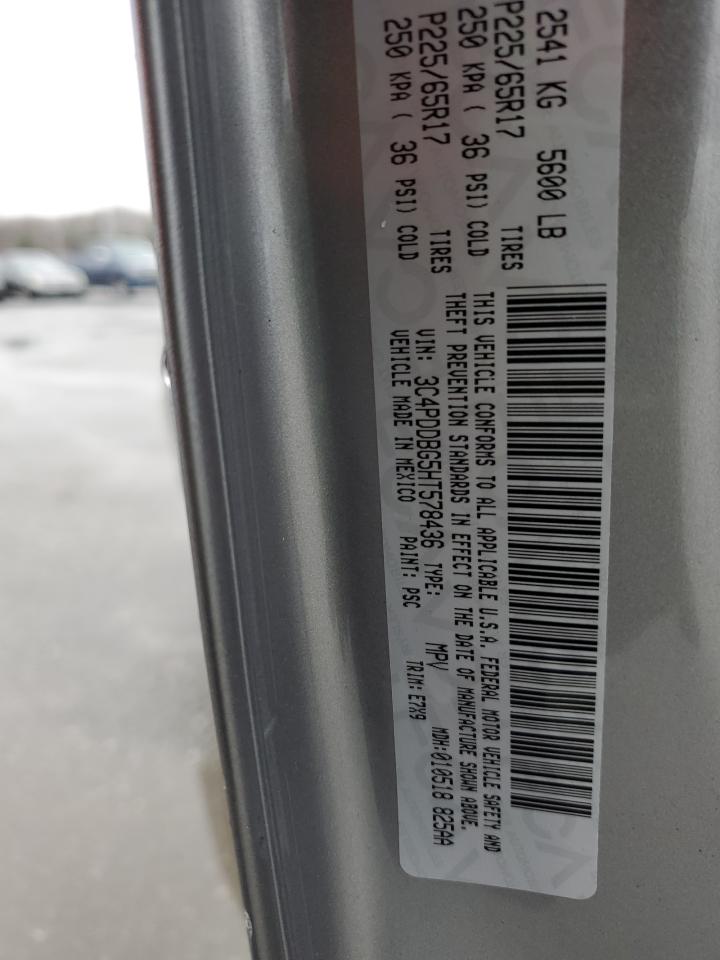 2541 KG 5600 LB
P225/65R17 TIRES
250 KPA ( 36 PSI) COLD
P225/65R17 TIRES
250 KPA ( 36 PSI) COLD
THIS VEHICLE CONFORMS TO ALL APPLICABLE U.S.A. FEDERAL MOTOR VEHICLE SAFETY AND
THEFT PREVENTION STANDARDS IN EFFECT ON THE DATE OF MANUFACTURE SHOWN ABOVE.
VIN: 3C4PDDBG5HT578436 TYPE: MPV MDH:010518 825AA
VEHICLE MADE IN MEXICO PAINT: PSC TRIM: E7X9